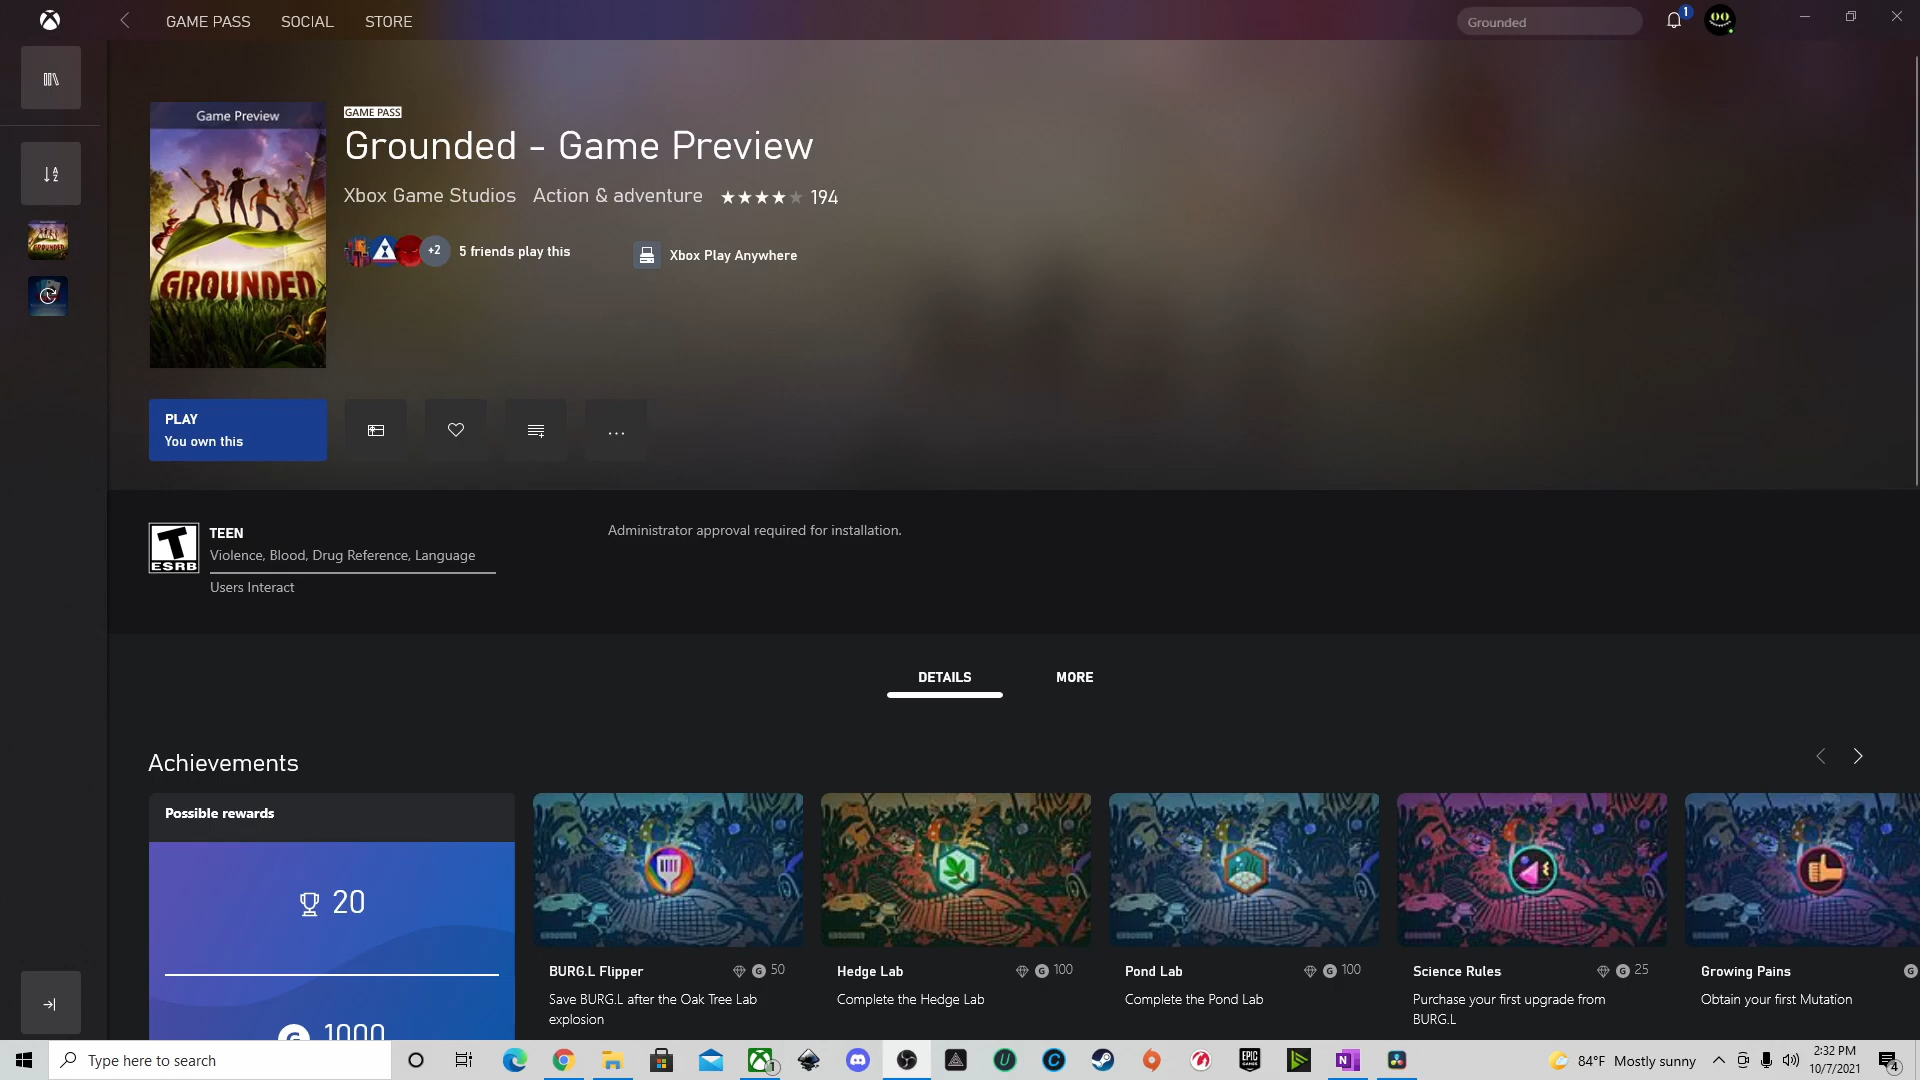 GAME PASS
SOCIAL
STORE
Grounded
1
Game Preview
GROUNDED
GAME PASS
Grounded - Game Preview
Xbox Game Studios
Action & adventure
194
+2
5 friends play this
Xbox Play Anywhere
PLAY
You own this
T
ESRB
TEEN
Violence, Blood, Drug Reference, Language
Users Interact
Administrator approval required for installation.
DETAILS
MORE
Achievements
Possible rewards
20
G 1000
BURG.L Flipper
G 50
Save BURG.L after the Oak Tree Lab
explosion
Hedge Lab
G 100
Complete the Hedge Lab
Pond Lab
G 100
Complete the Pond Lab
Science Rules
G 25
Purchase your first upgrade from
BURG.L
Growing Pains
G
Obtain your first Mutation
Type here to search
1
EPIC
GAMES
N
84°F Mostly sunny
2:32 PM
10/7/2021
4